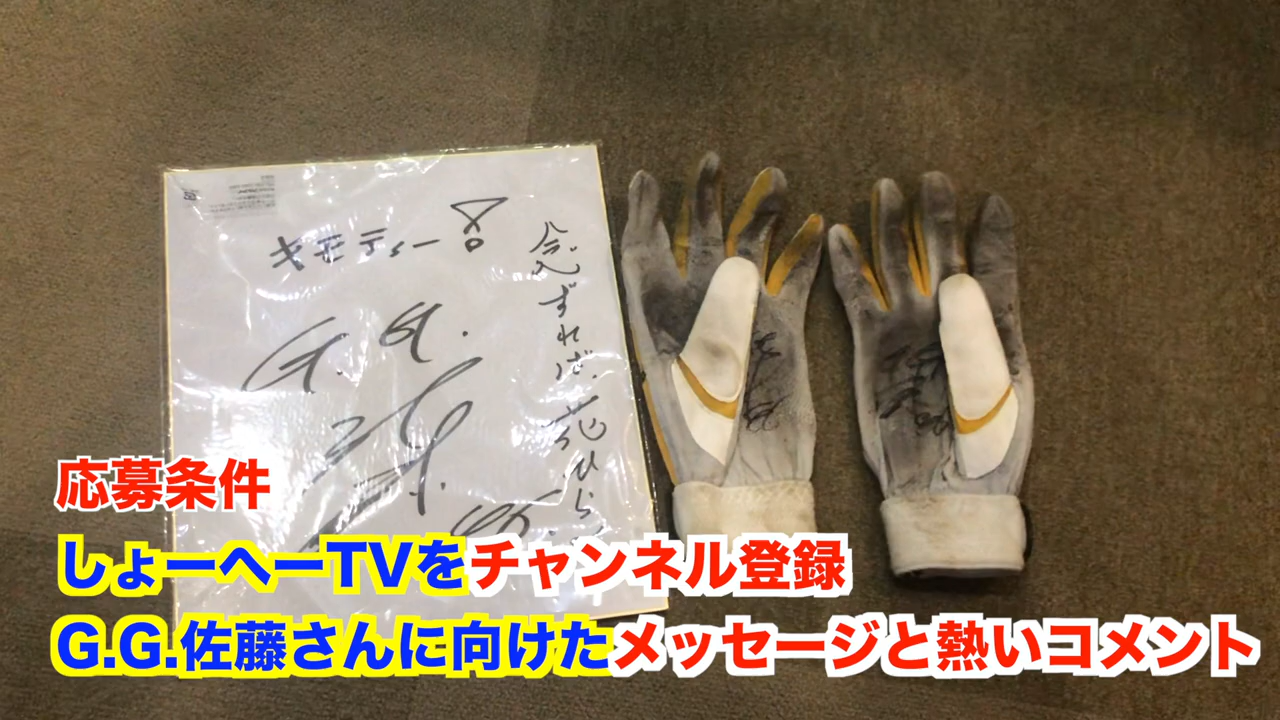 キモティー
G.G.
念ずれば
花ひらく
応募条件
しょーへーTVをチャンネル登録
G.G.佐藤さんに向けたメッセージと熱いコメント